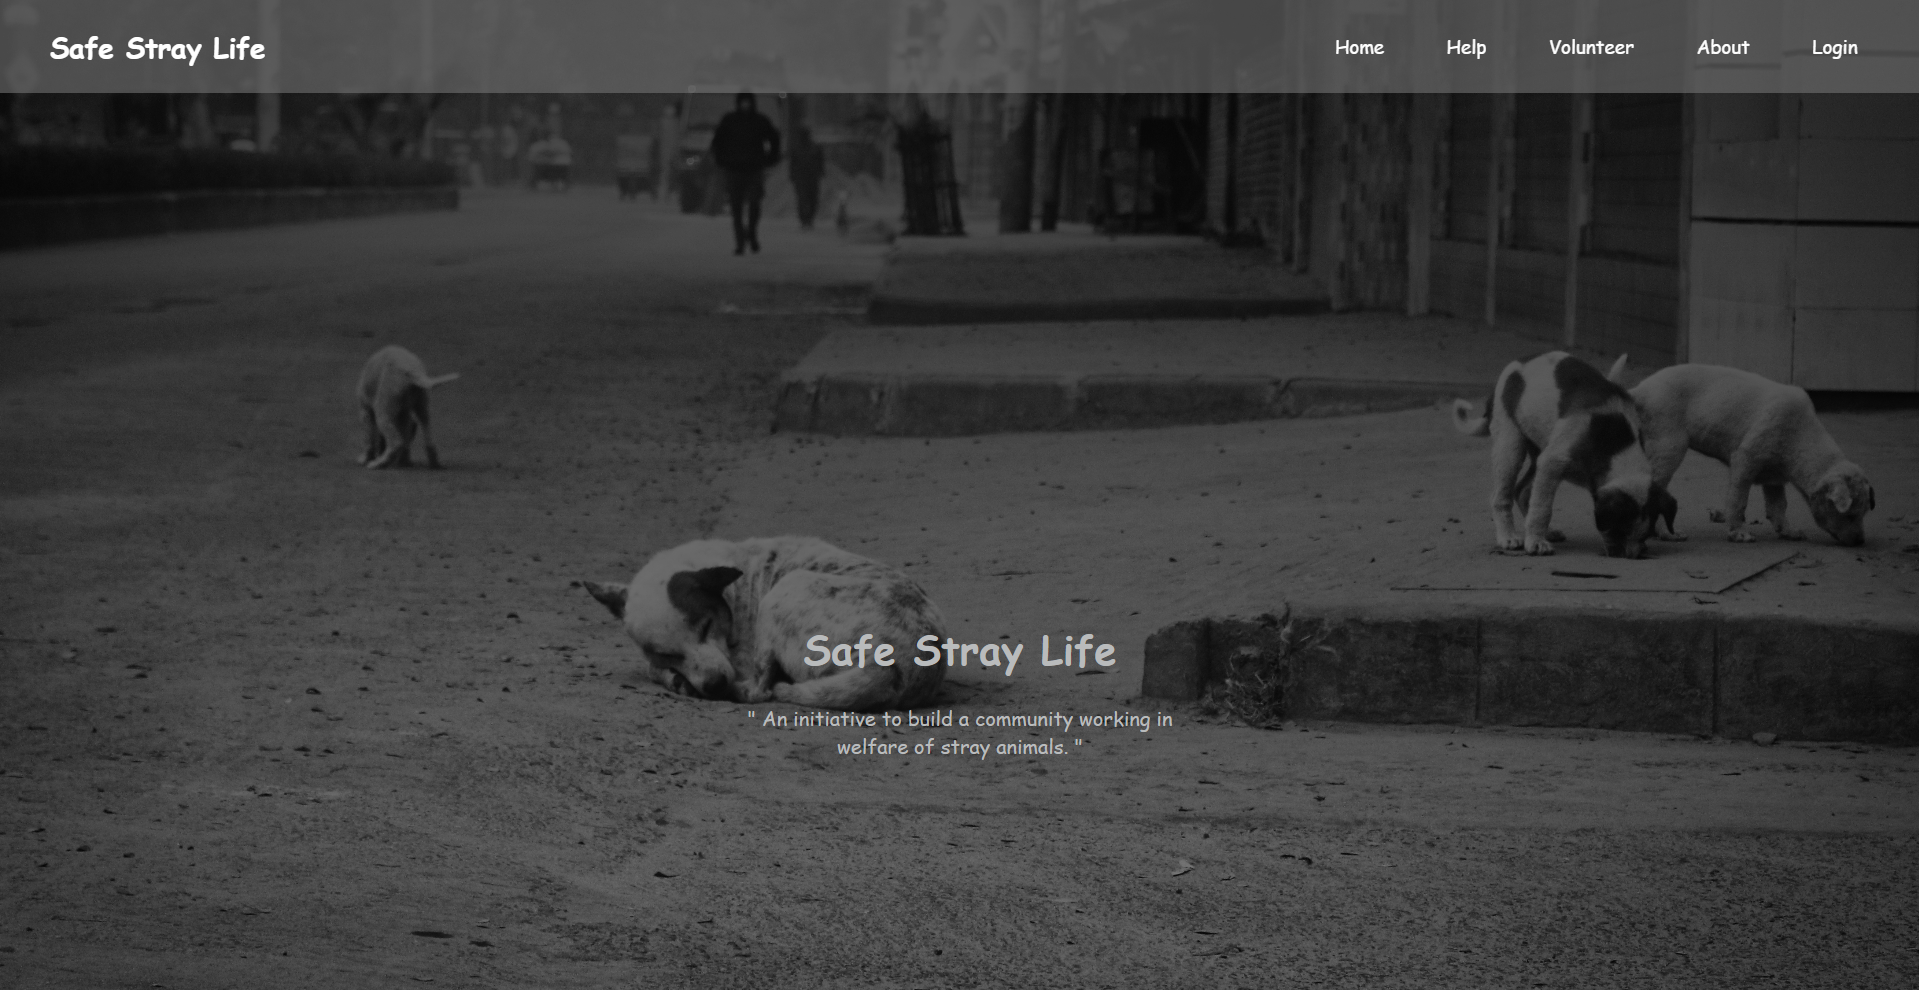 Safe Stray Life
Home Help Volunteer About Login
Safe Stray Life
" An initiative to build a community working in
welfare of stray animals. "